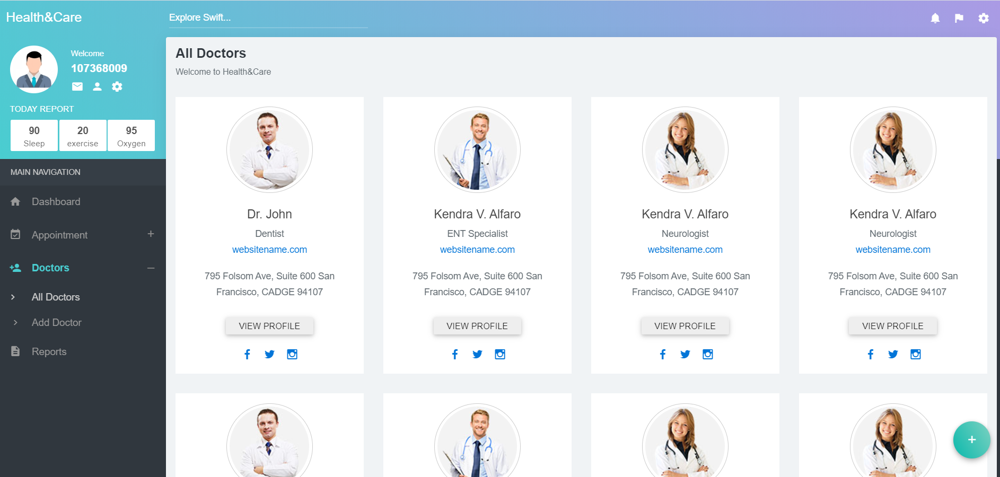 Health&Care
Explore Swift...
Welcome
107368009
TODAY REPORT
90
Sleep
20
exercise
95
Oxygen
MAIN NAVIGATION
Dashboard
Appointment
Doctors
All Doctors
Add Doctor
Reports
All Doctors
Welcome to Health&Care
Dr. John
Dentist
websitename.com
795 Folsom Ave, Suite 600 San
Francisco, CADGE 94107
VIEW PROFILE
Kendra V. Alfaro
ENT Specialist
websitename.com
795 Folsom Ave, Suite 600 San
Francisco, CADGE 94107
VIEW PROFILE
Kendra V. Alfaro
Neurologist
websitename.com
795 Folsom Ave, Suite 600 San
Francisco, CADGE 94107
VIEW PROFILE
Kendra V. Alfaro
Neurologist
websitename.com
795 Folsom Ave, Suite 600 San
Francisco, CADGE 94107
VIEW PROFILE